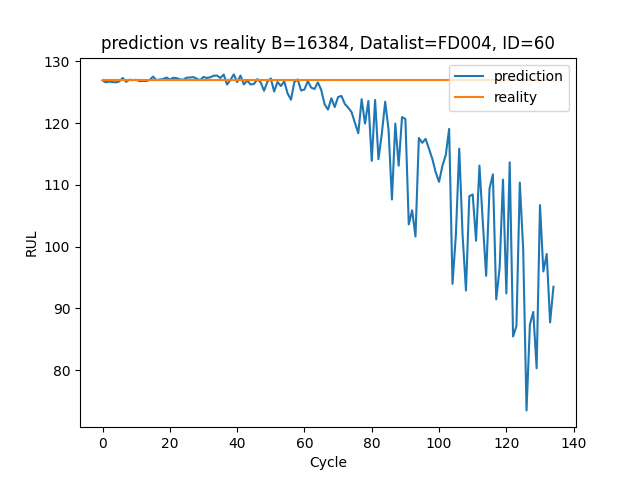 prediction vs reality B=16384, Datalist=FD004, ID=60
prediction
reality
130
120
110
100
90
80
RUL
0 20 40 60 80 100 120 140
Cycle